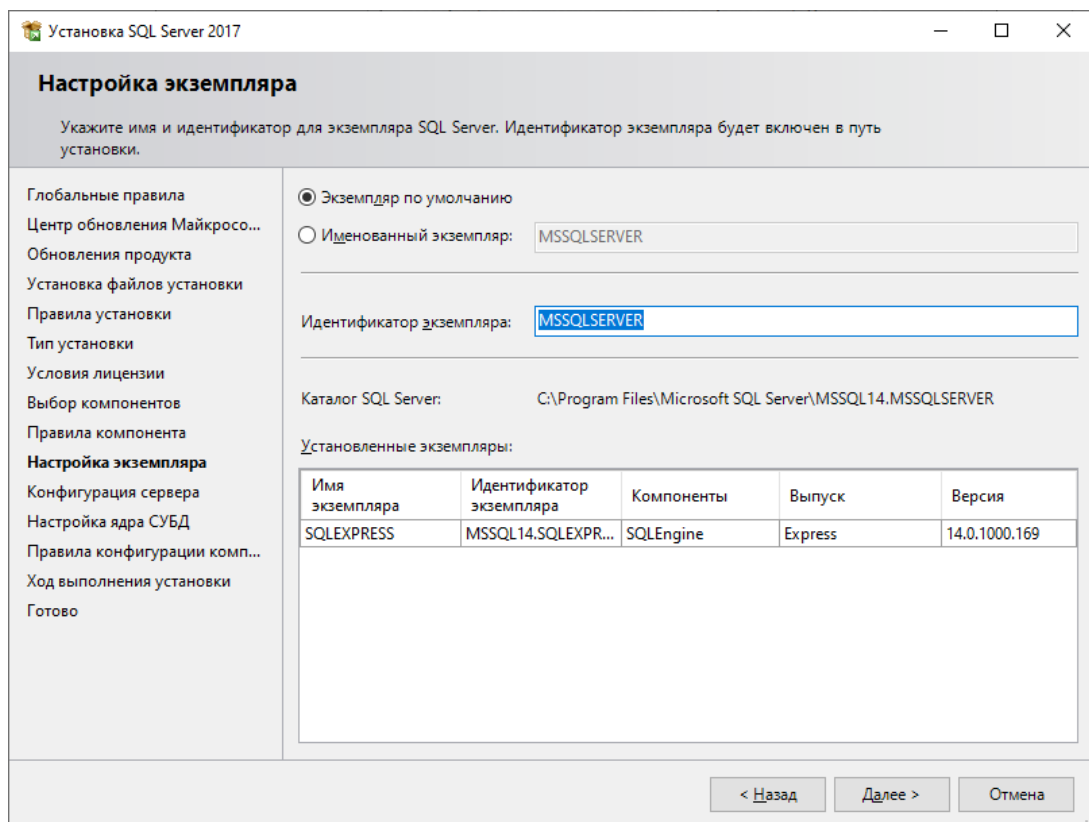 Установка SQL Server 2017
Настройка экземпляра
Укажите имя и идентификатор для экземпляра SQL Server. Идентификатор экземпляра будет включен в путь
установки.
Глобальные правила
Центр обновления Майкросо...
Обновления продукта
Установка файлов установки
Правила установки
Тип установки
Условия лицензии
Выбор компонентов
Правила компонента
Настройка экземпляра
Конфигурация сервера
Настройка ядра СУБД
Правила конфигурации комп...
Ход выполнения установки
Готово
Экземпляр по умолчанию
Именованный экземпляр: MSSQLSERVER
Идентификатор экземпляра: MSSQLSERVER
Каталог SQL Server: C:\Program Files\Microsoft SQL Server\MSSQL14.MSSQLSERVER
Установленные экземпляры:
Имя экземпляра Идентификатор экземпляра Компоненты Выпуск Версия
SQLEXPRESS MSSQL14.SQLEXPR... SQLEngine Express 14.0.1000.169
< Назад Далее > Отмена